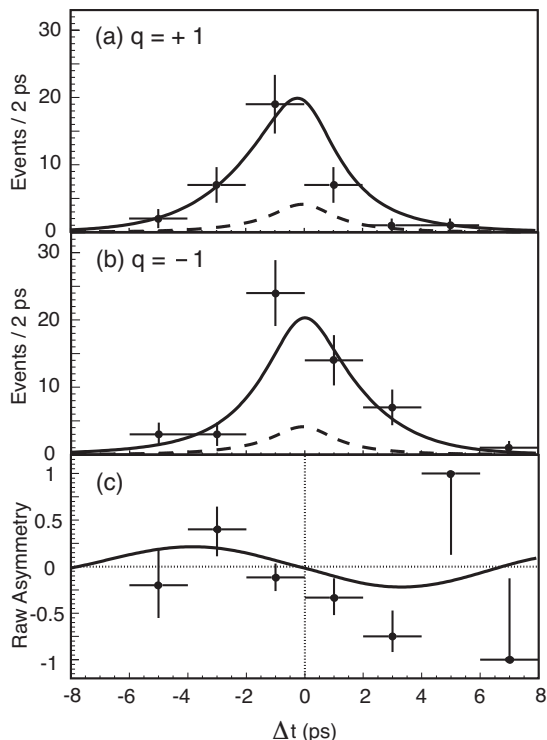 (a) q = + 1
Events / 2 ps
30
20
10
0
(b) q = − 1
Events / 2 ps
30
20
10
0
(c)
Raw Asymmetry
1
0.5
0
-0.5
-1
-8 -6 -4 -2 0 2 4 6 8
Δt (ps)